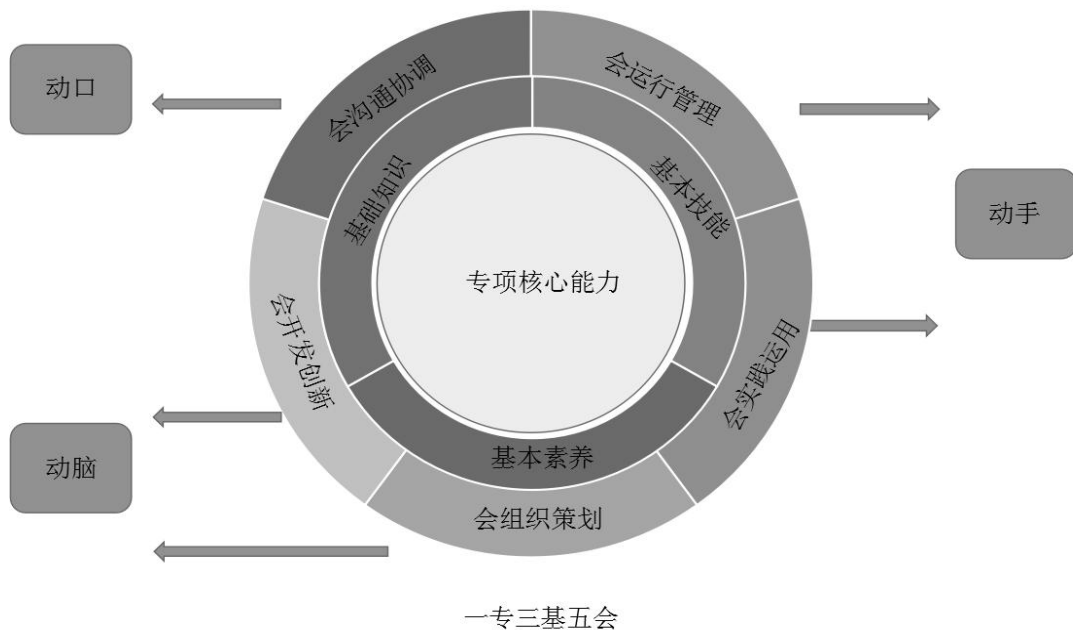 动口
会沟通协调
会运行管理
基础知识
基本技能
动手
专项核心能力
会开发创新
会实践运用
动脑
基本素养
会组织策划
一专三基五会